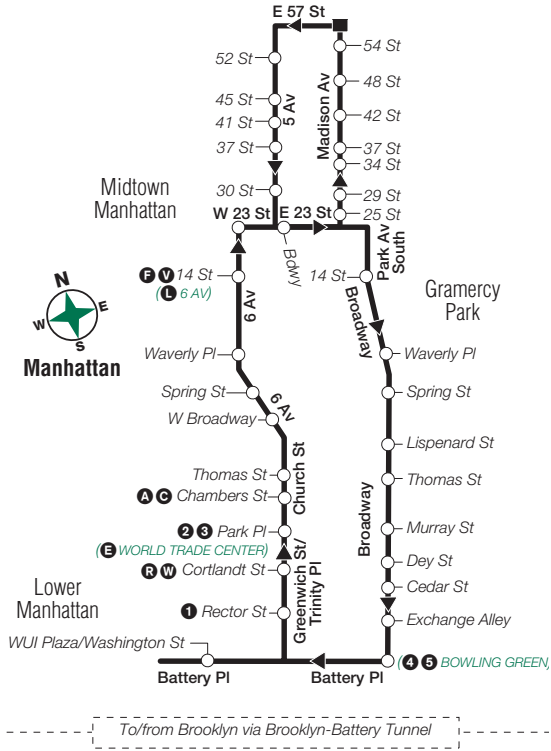 E 57 St
54 St
52 St
48 St
45 St
5 Av
Madison Av
42 St
41 St
37 St
37 St
34 St
30 St
29 St
25 St
Midtown
Manhattan
W 23 St
E 23 St
Bdwy
Park Av
South
F V 14 St
(L 6 AV)
14 St
6 Av
Broadway
Gramercy
Park
N
W
E
S
Manhattan
Waverly Pl
Waverly Pl
Spring St
6 Av
Spring St
W Broadway
Lispenard St
Church St
Thomas St
Thomas St
A C Chambers St
Broadway
2 3 Park Pl
Murray St
(E WORLD TRADE CENTER)
Greenwich St/
Trinity Pl
R W Cortlandt St
Dey St
Cedar St
Lower
Manhattan
1 Rector St
Exchange Alley
WUI Plaza/Washington St
(4 5 BOWLING GREEN)
Battery Pl
Battery Pl
To/from Brooklyn via Brooklyn-Battery Tunnel